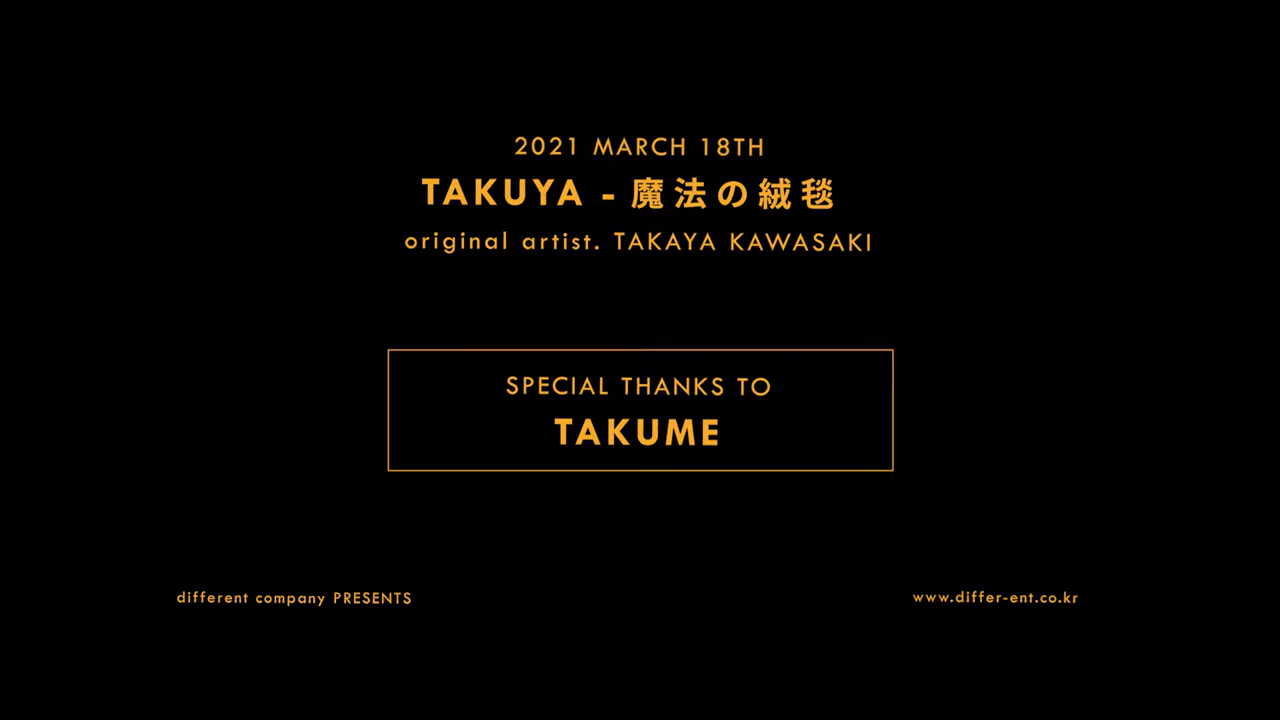 2021 MARCH 18TH
TAKUYA - 魔法の絨毯
original artist. TAKAYA KAWASAKI
SPECIAL THANKS TO
TAKUME
different company PRESENTS
www.differ-ent.co.kr